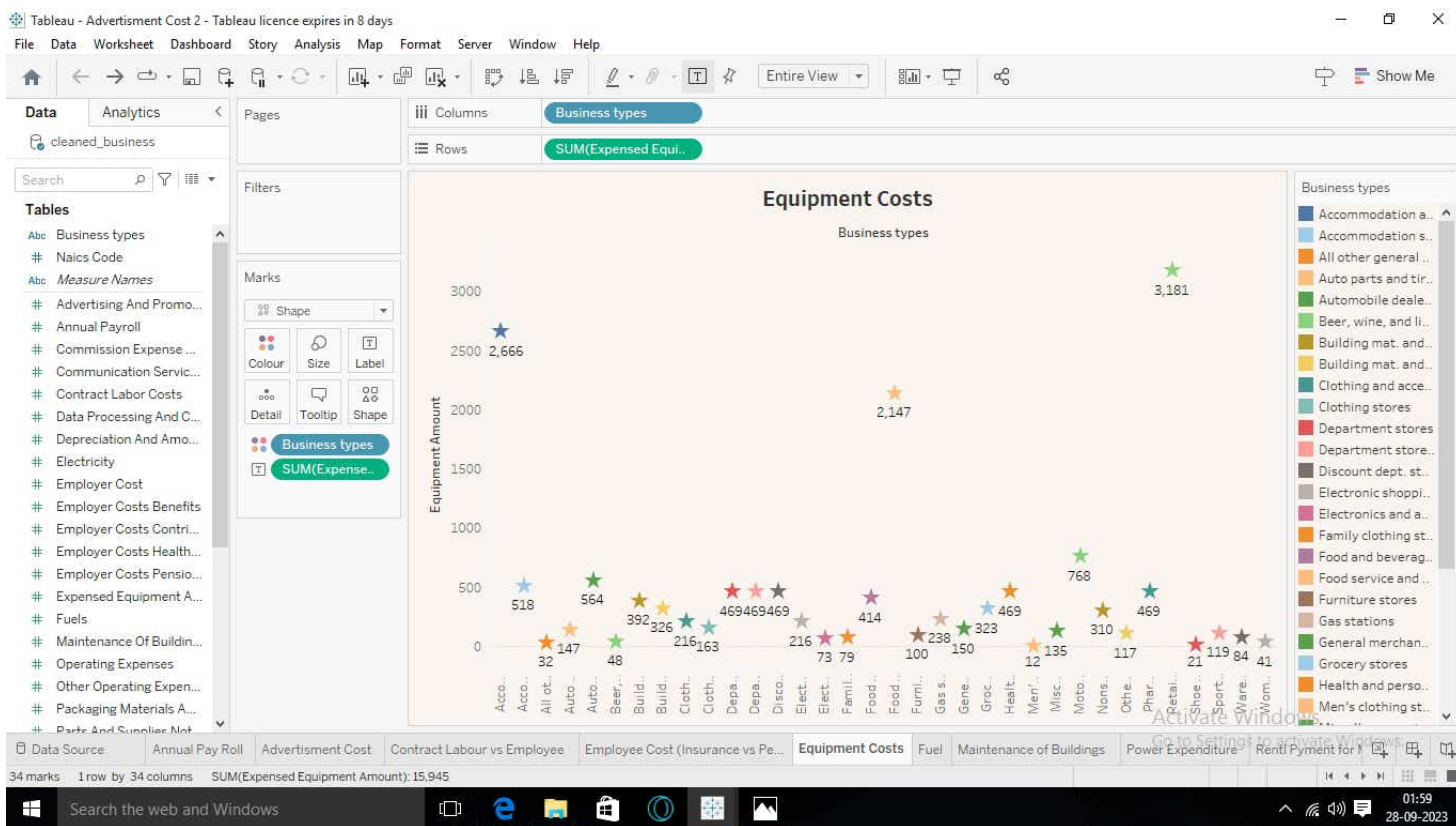 Tableau - Advertisment Cost 2 - Tableau licence expires in 8 days
File Data Worksheet Dashboard Story Analysis Map Format Server Window Help
Entire View
Show Me
Data Analytics
cleaned_business
Search
Tables
Abc Business types
# Naics Code
Abc Measure Names
# Advertising And Promo...
# Annual Payroll
# Commission Expense ...
# Communication Servic...
# Contract Labor Costs
# Data Processing And C...
# Depreciation And Amo...
# Electricity
# Employer Cost
# Employer Costs Benefits
# Employer Costs Contri...
# Employer Costs Health...
# Employer Costs Pensio...
# Expensed Equipment A...
# Fuels
# Maintenance Of Buildin...
# Operating Expenses
# Other Operating Expen...
# Packaging Materials A...
# Parts And Supplies Not
Pages
Filters
Marks
Shape
Colour Size Label
Detail Tooltip Shape
Business types
SUM(Expense..
Columns Business types
Rows SUM(Expensed Equi..
Equipment Costs
Business types
Equipment Amount
3000
2500
2000
1500
1000
500
0
2,666
518
32
147
564
48
392
326
216
163
469
469
469
216
73
79
414
2,147
100
238
150
323
469
12
135
768
310
117
469
3,181
21
119
84
41
Acco..
Acco..
All ot..
Auto ..
Auto..
Beer,..
Build..
Build..
Cloth..
Cloth..
Depa..
Depa..
Disco..
Elect..
Elect..
Famil..
Food ..
Food ..
Furni..
Gas s..
Gene..
Groc..
Healt..
Men'..
Misc..
Moto..
Nons..
Othe..
Phar..
Retai..
Shoe ..
Sport..
Ware..
Wom..
Business types
Accommodation a..
Accommodation s..
All other general ..
Auto parts and tir..
Automobile deale..
Beer, wine, and li..
Building mat. and..
Building mat. and..
Clothing and acce..
Clothing stores
Department stores
Department store..
Discount dept. st..
Electronic shoppi..
Electronics and a..
Family clothing st..
Food and beverag..
Food service and ..
Furniture stores
Gas stations
General merchan..
Grocery stores
Health and perso..
Men's clothing st..
Activate Windows
Go to Settings to activate Windows.
Data Source Annual Pay Roll Advertisment Cost Contract Labour vs Employee Employee Cost (Insurance vs Pe... Equipment Costs Fuel Maintenance of Buildings Power Expenditure Rentl Pyment for
34 marks 1 row by 34 columns SUM(Expensed Equipment Amount): 15,945
Search the web and Windows
01:59
28-09-2023